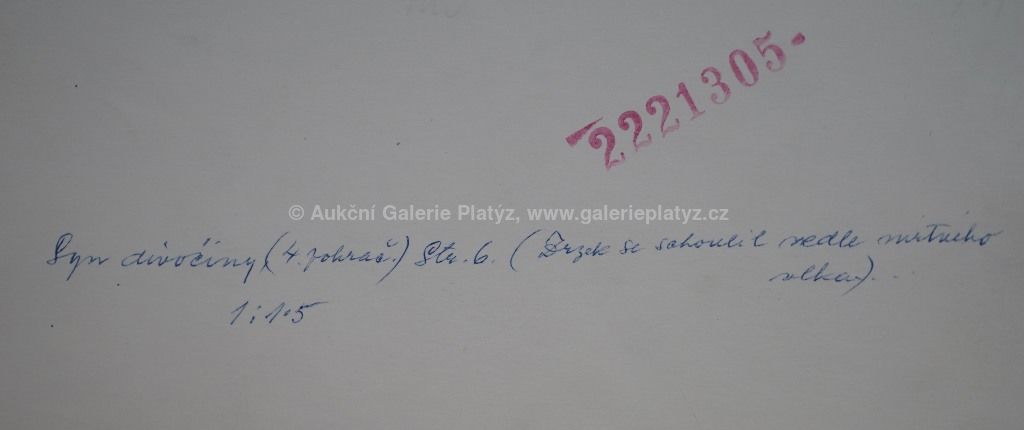 2221305-
© Aukční Galerie Platýz, www.galerieplatyz.cz
Syn divočiny (4. pokrač.) Str. 6. (Drzek se schoulil vedle mrtvého
vlka)...
1:1·5